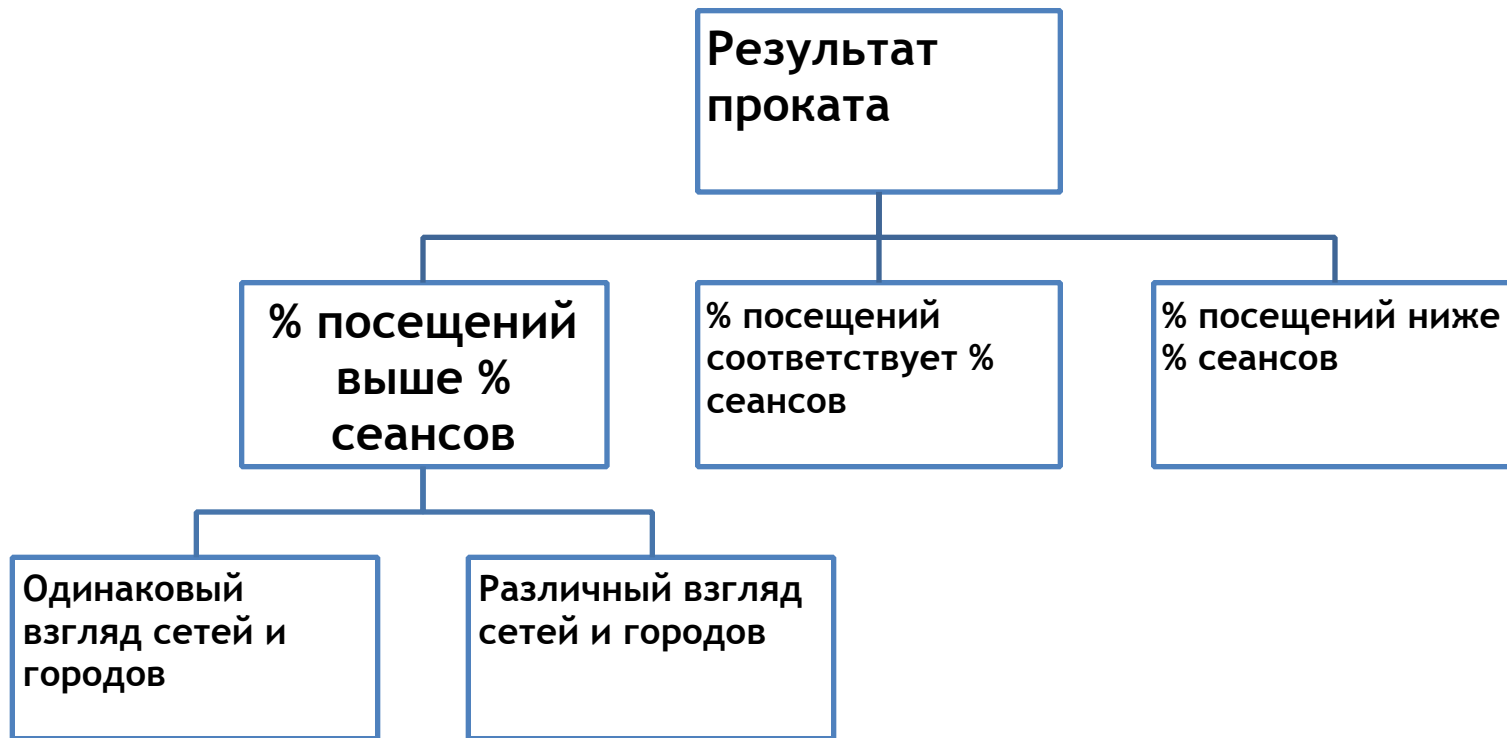 Результат
проката
% посещений
выше %
сеансов
% посещений
соответствует %
сеансов
% посещений ниже
% сеансов
Одинаковый
взгляд сетей и
городов
Различный взгляд
сетей и городов